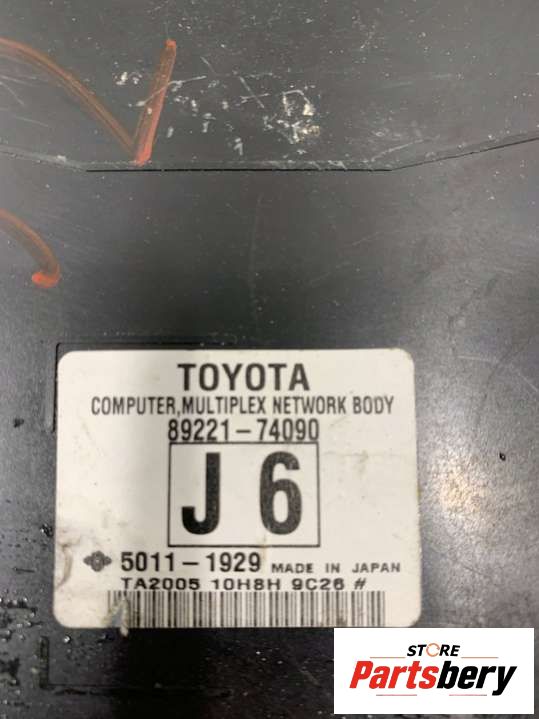 TOYOTA
COMPUTER,MULTIPLEX NETWORK BODY
89221-74090
J 6
5011-1929 MADE IN JAPAN
TA2005 10H8H 9C26 #
STORE
Partsbery